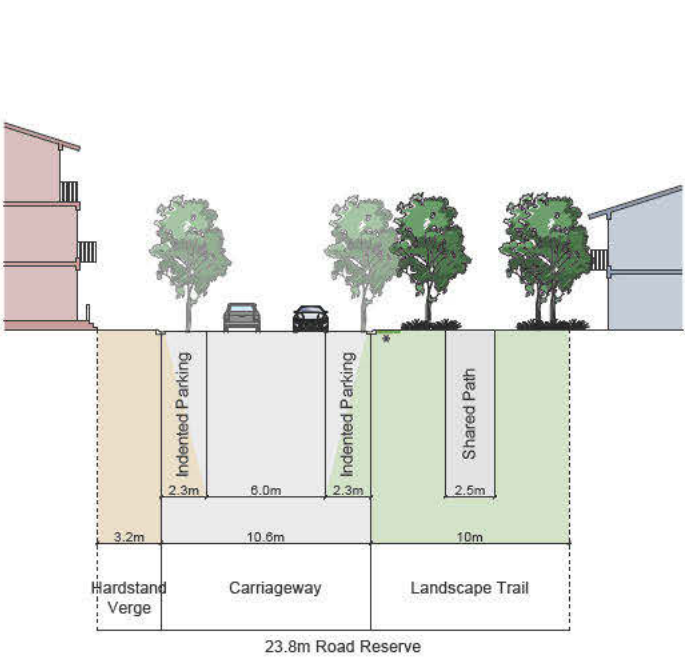 Indented Parking
Indented Parking
Shared Path
*
2.3m
6.0m
2.3m
2.5m
3.2m
10.6m
10m
Hardstand
Verge
Carriageway
Landscape Trail
23.8m Road Reserve